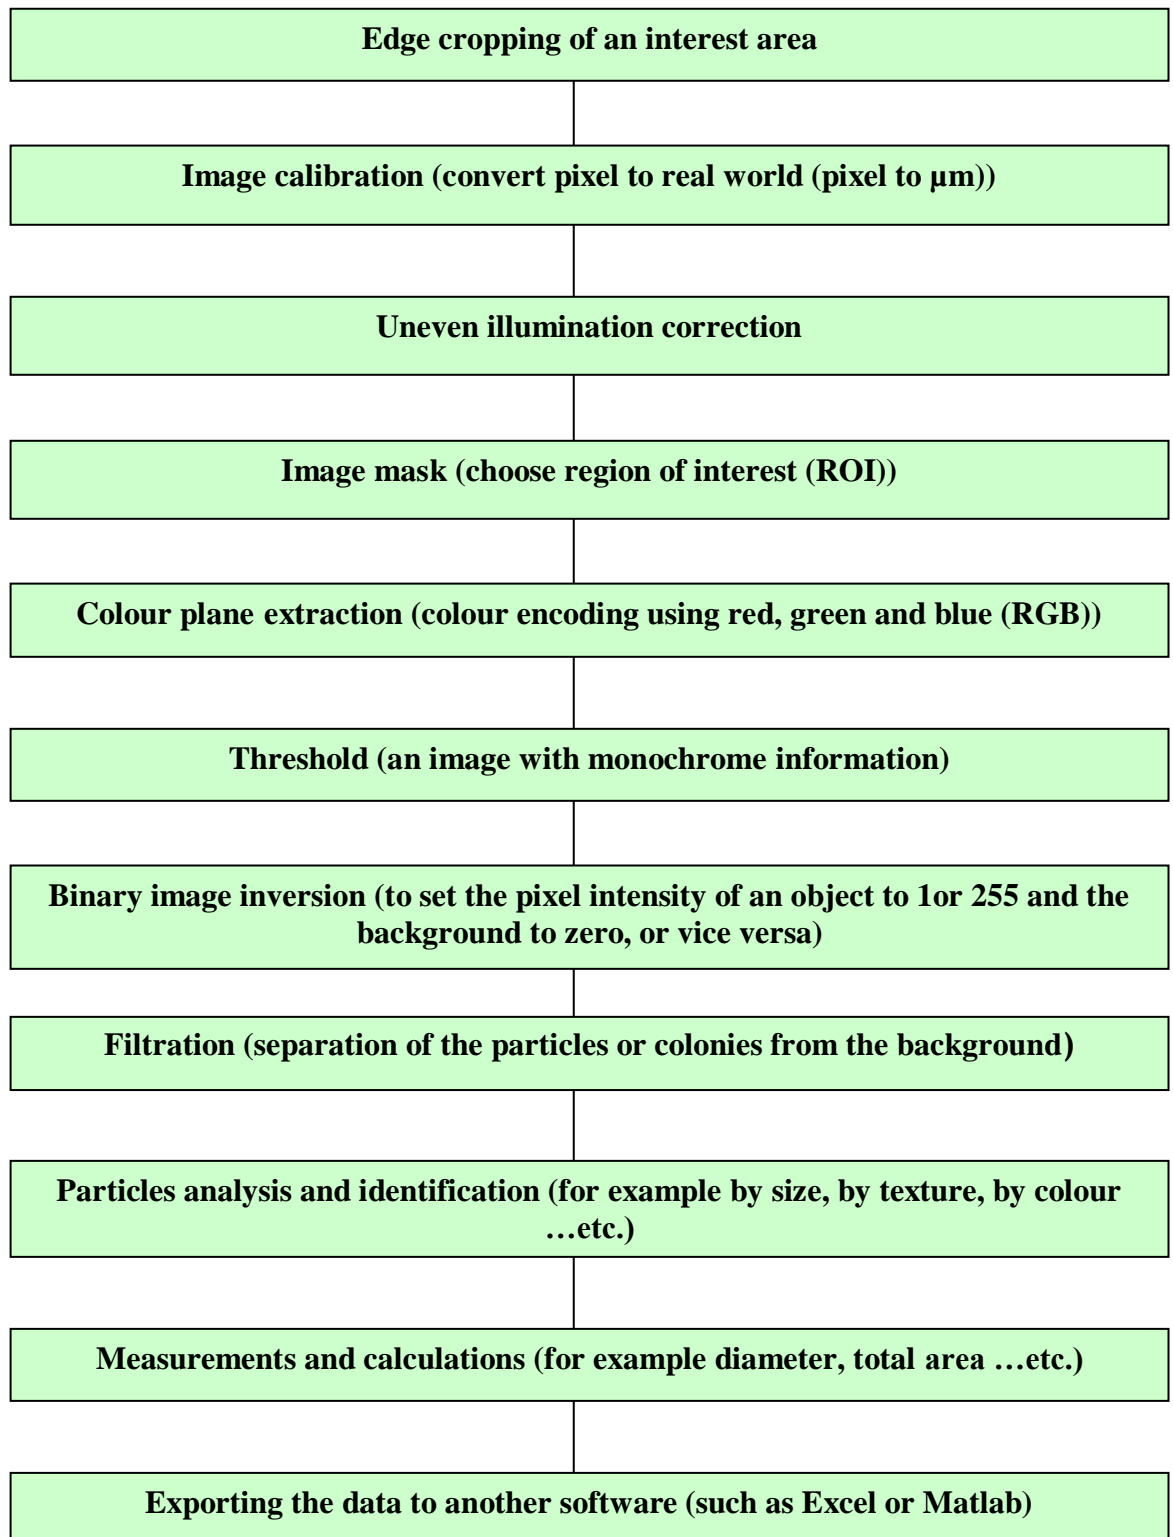 Edge cropping of an interest area
Image calibration (convert pixel to real world (pixel to µm))
Uneven illumination correction
Image mask (choose region of interest (ROI))
Colour plane extraction (colour encoding using red, green and blue (RGB))
Threshold (an image with monochrome information)
Binary image inversion (to set the pixel intensity of an object to 1or 255 and the
background to zero, or vice versa)
Filtration (separation of the particles or colonies from the background)
Particles analysis and identification (for example by size, by texture, by colour
…etc.)
Measurements and calculations (for example diameter, total area …etc.)
Exporting the data to another software (such as Excel or Matlab)